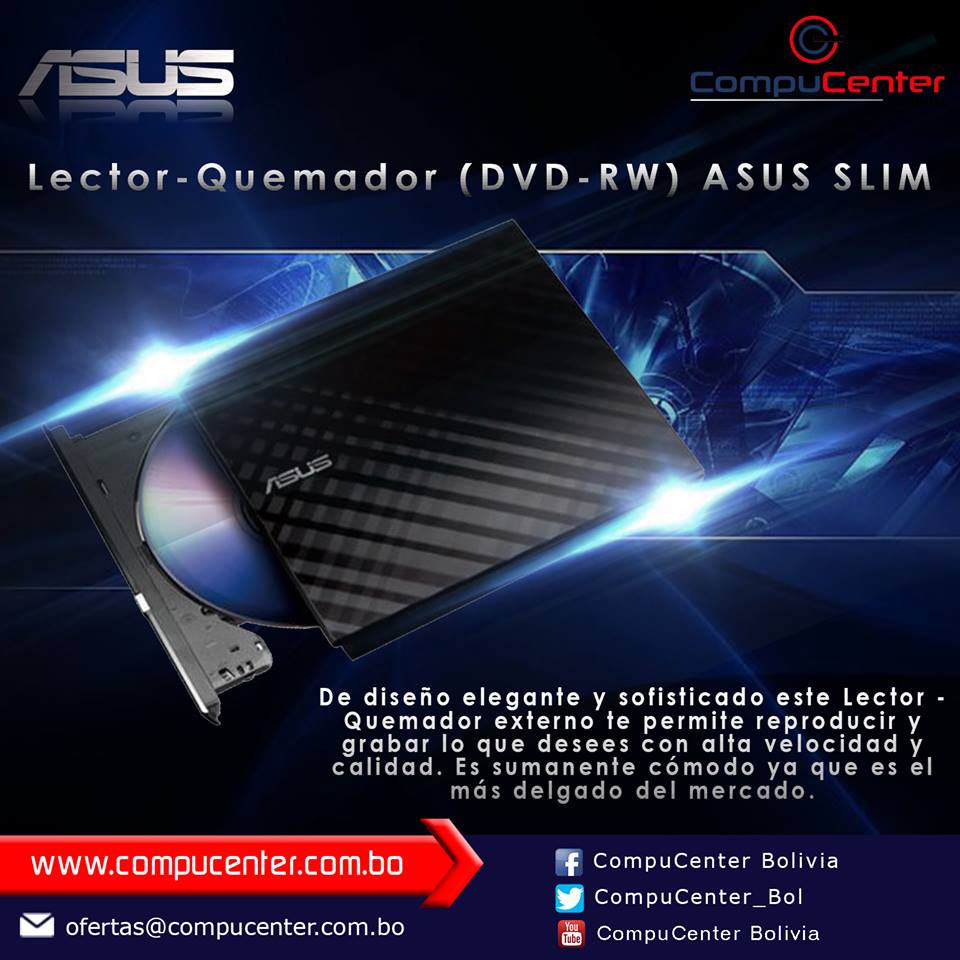 ASUS
CompuCenter
Lector-Quemador (DVD-RW) ASUS SLIM
ASUS
De diseño elegante y sofisticado este Lector -
Quemador externo te permite reproducir y
grabar lo que desees con alta velocidad y
calidad. Es sumanente cómodo ya que es el
más delgado del mercado.
www.compucenter.com.bo
ofertas@compucenter.com.bo
CompuCenter Bolivia
CompuCenter_Bol
You Tube CompuCenter Bolivia